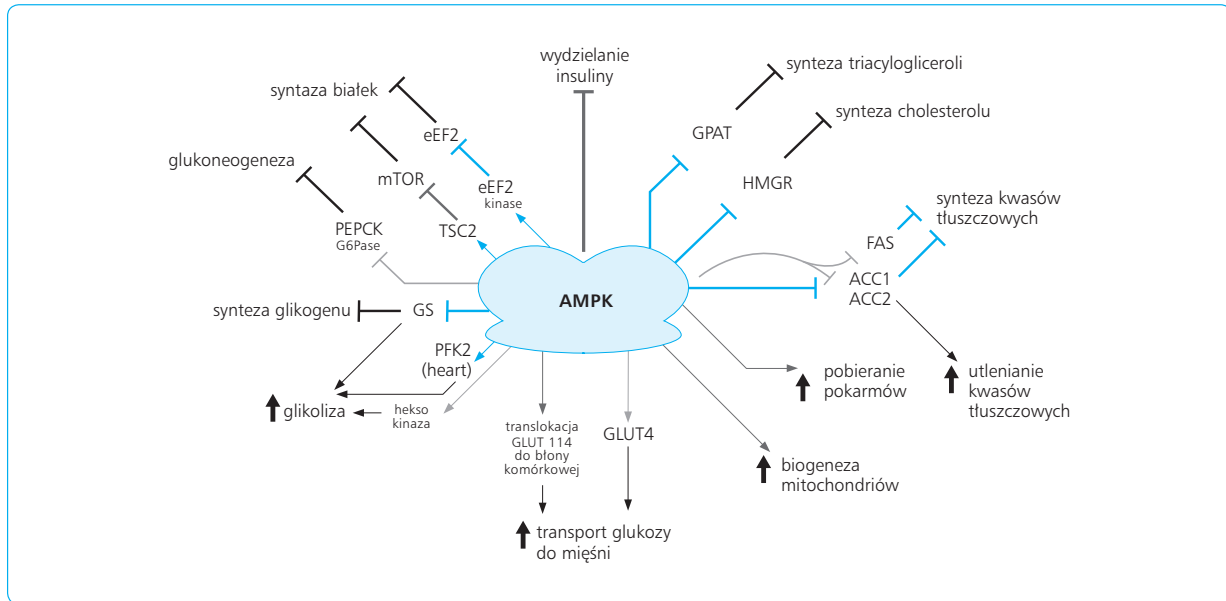 wydzielanie
insuliny
synteza triacylogliceroli
syntaza białek
synteza cholesterolu
eEF2
GPAT
glukoneogeneza
mTOR
eEF2
kinase
HMGR
synteza kwasów
tłuszczowych
PEPCK
G6Pase
TSC2
FAS
ACC1
ACC2
AMPK
synteza glikogenu
GS
PFK2
(heart)
pobieranie
pokarmów
utlenianie
kwasów
tłuszczowych
glikoliza
hekso
kinaza
translokacja
GLUT 114
do błony
komórkowej
GLUT4
biogeneza
mitochondriów
transport glukozy
do mięśni